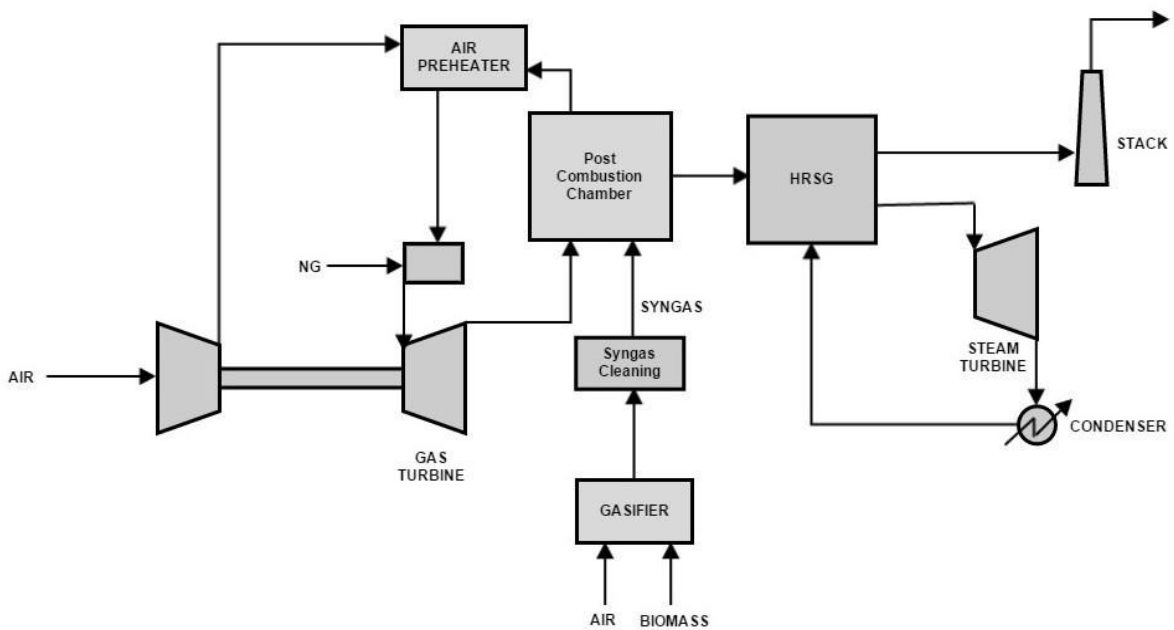 AIR
PREHEATER
Post
Combustion
Chamber
HRSG
STACK
NG
SYNGAS
Syngas
Cleaning
STEAM
TURBINE
AIR
CONDENSER
GAS
TURBINE
GASIFIER
AIR
BIOMASS